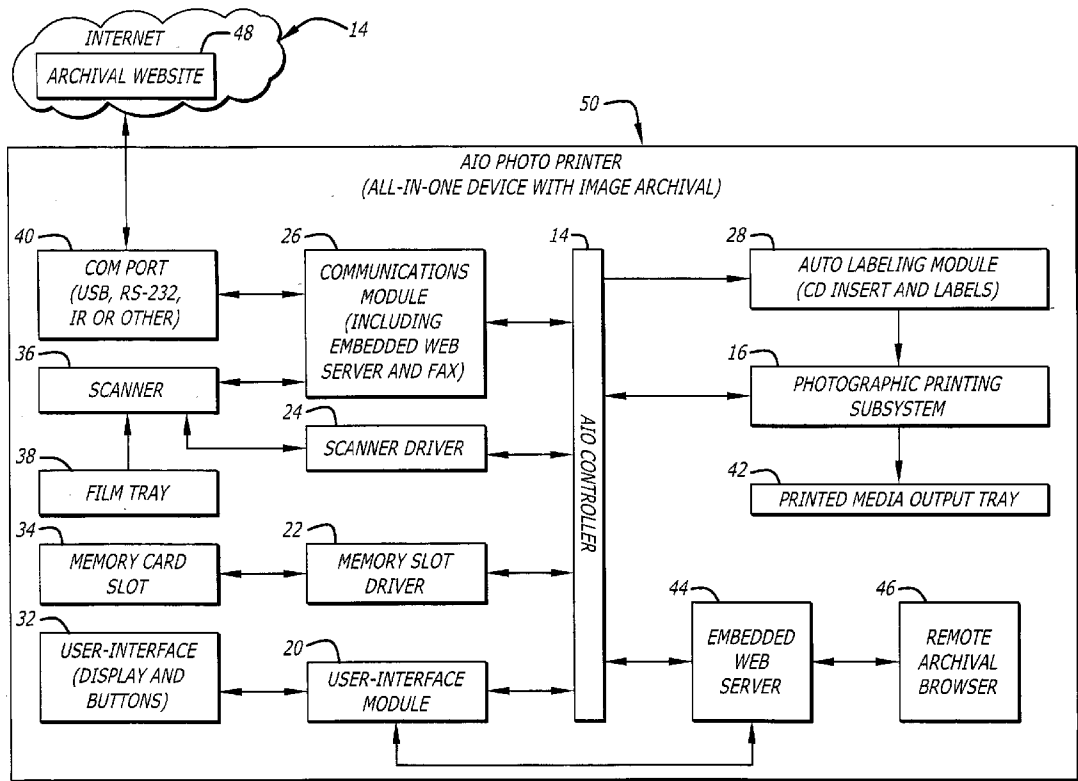 INTERNET
48
14
ARCHIVAL WEBSITE
50
AIO PHOTO PRINTER
(ALL-IN-ONE DEVICE WITH IMAGE ARCHIVAL)
40
COM PORT
(USB, RS-232,
IR OR OTHER)
26
COMMUNICATIONS
MODULE
(INCLUDING
EMBEDDED WEB
SERVER AND FAX)
14
AIO CONTROLLER
28
AUTO LABELING MODULE
(CD INSERT AND LABELS)
36
SCANNER
16
PHOTOGRAPHIC PRINTING
SUBSYSTEM
24
SCANNER DRIVER
38
FILM TRAY
42
PRINTED MEDIA OUTPUT TRAY
34
MEMORY CARD
SLOT
22
MEMORY SLOT
DRIVER
32
USER-INTERFACE
(DISPLAY AND
BUTTONS)
20
USER-INTERFACE
MODULE
44
EMBEDDED
WEB
SERVER
46
REMOTE
ARCHIVAL
BROWSER